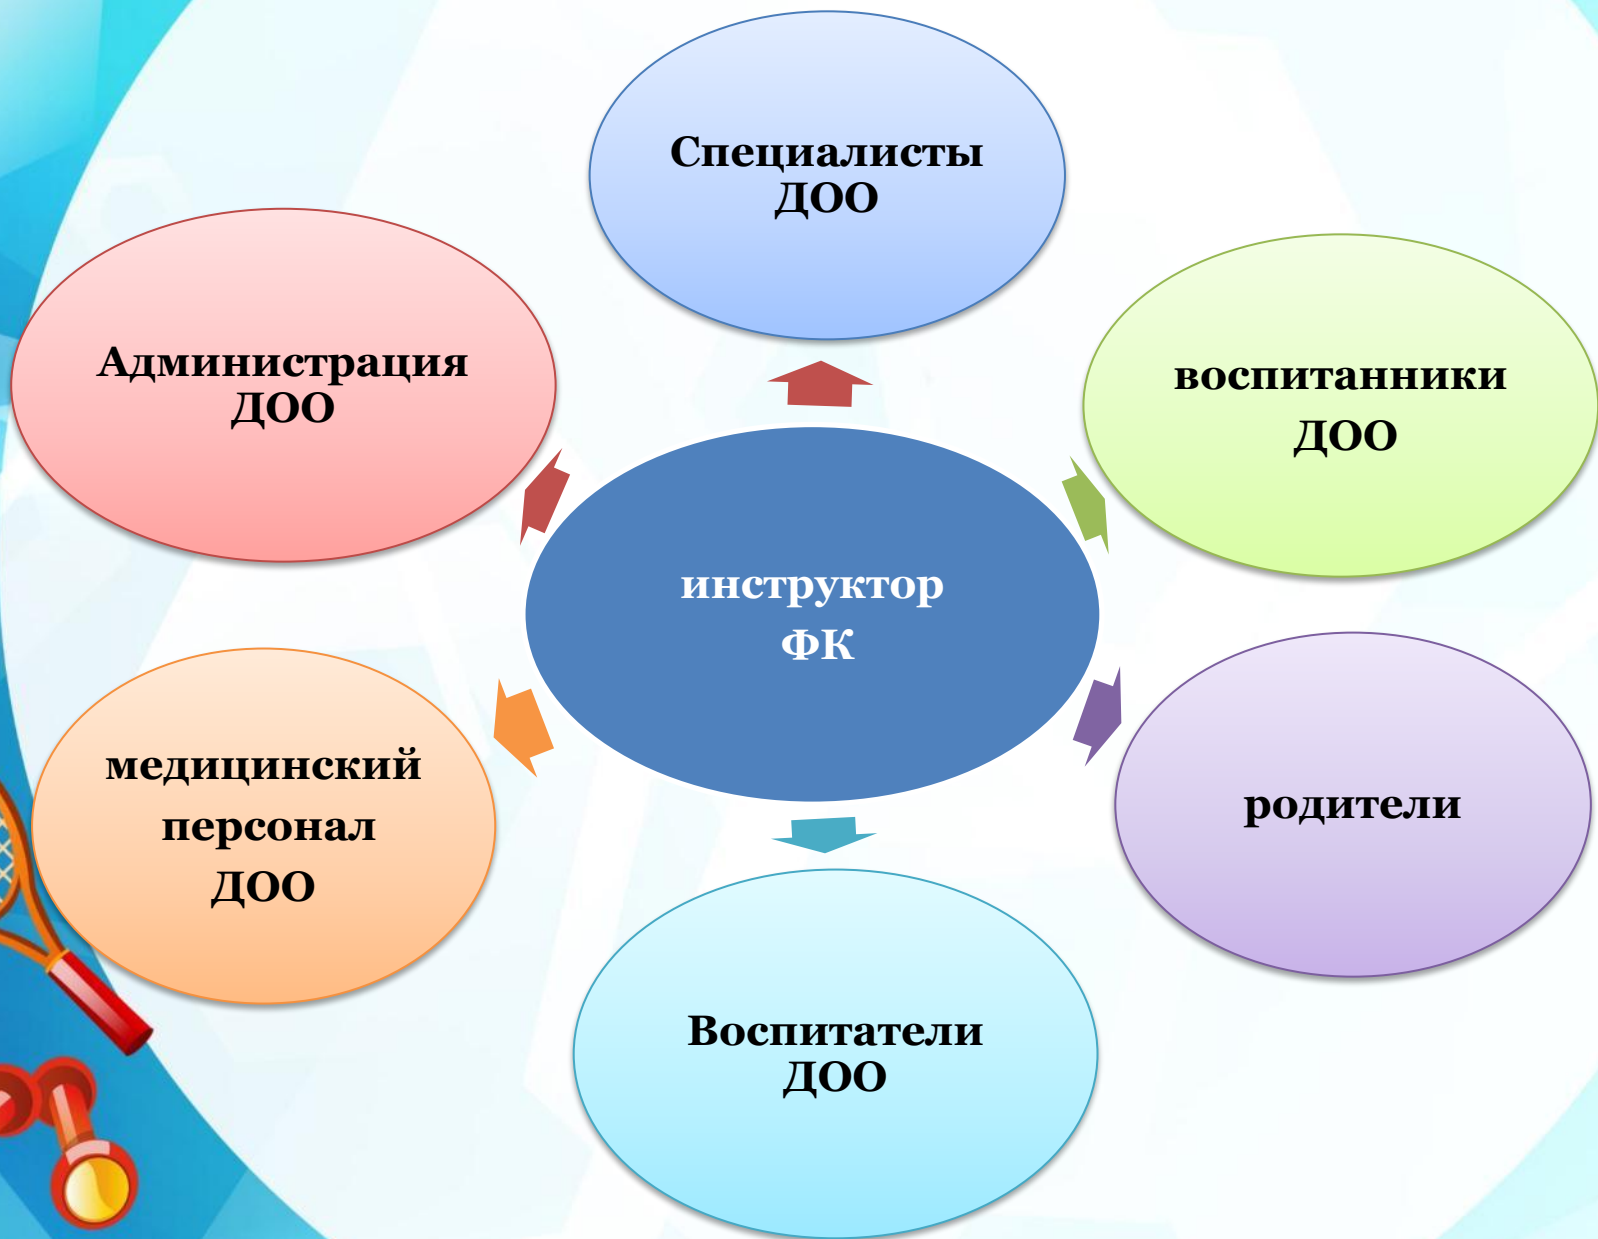 Специалисты
ДОО
Администрация
ДОО
воспитанники
ДОО
инструктор
ФК
медицинский
персонал
ДОО
родители
Воспитатели
ДОО